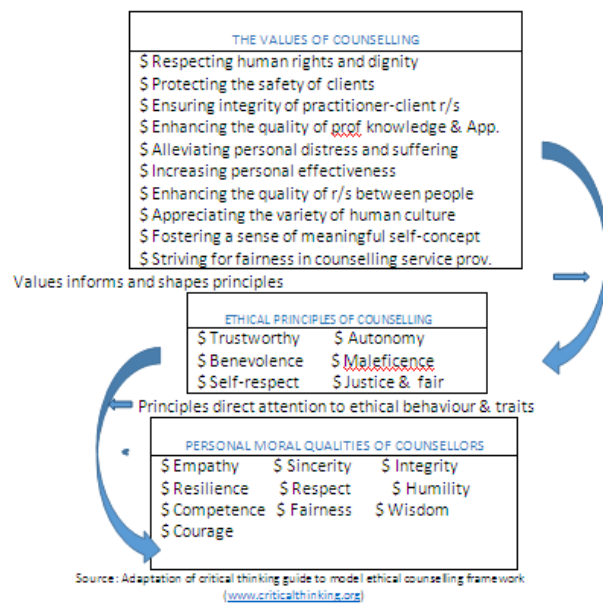 THE VALUES OF COUNSELLING
$ Respecting human rights and dignity
$ Protecting the safety of clients
$ Ensuring integrity of practitioner-client r/s
$ Enhancing the quality of prof knowledge & App.
$ Alleviating personal distress and suffering
$ Increasing personal effectiveness
$ Enhancing the quality of r/s between people
$ Appreciating the variety of human culture
$ Fostering a sense of meaningful self-concept
$ Striving for fairness in counselling service prov.
Values informs and shapes principles
ETHICAL PRINCIPLES OF COUNSELLING
$ Trustworthy $ Autonomy
$ Benevolence $ Maleficence
$ Self-respect $ Justice & fair
Principles direct attention to ethical behaviour & traits
PERSONAL MORAL QUALITIES OF COUNSELLORS
$ Empathy $ Sincerity $ Integrity
$ Resilience $ Respect $ Humility
$ Competence $ Fairness $ Wisdom
$ Courage
Source: Adaptation of critical thinking guide to model ethical counselling framework
(www.criticalthinking.org)